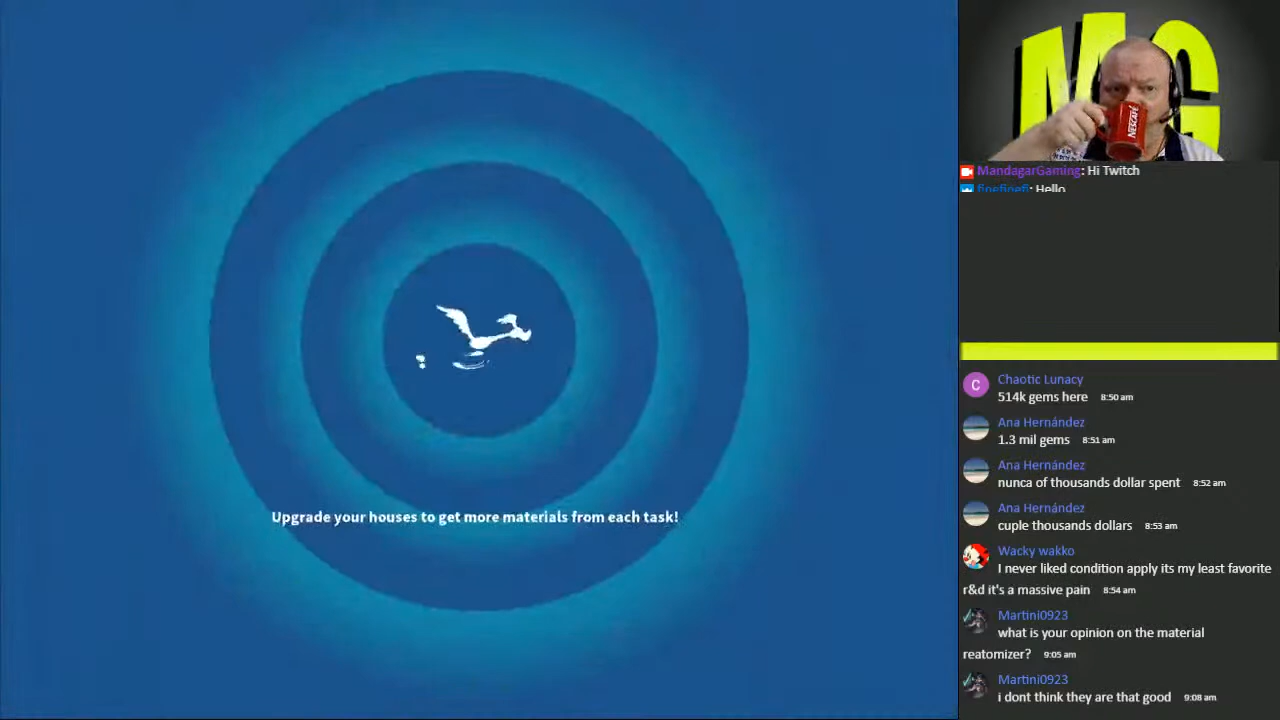 MG
NESCAFÉ
MandagarGaming: Hi Twitch
finefinefi: Hello
Upgrade your houses to get more materials from each task!
C
Chaotic Lunacy
514k gems here 8:50 am
Ana Hernández
1.3 mil gems 8:51 am
Ana Hernández
nunca of thousands dollar spent 8:52 am
Ana Hernández
cuple thousands dollars 8:53 am
Wacky wakko
I never liked condition apply its my least favorite
r&d it's a massive pain 8:54 am
Martini0923
what is your opinion on the material
reatomizer? 9:05 am
Martini0923
i dont think they are that good 9:08 am